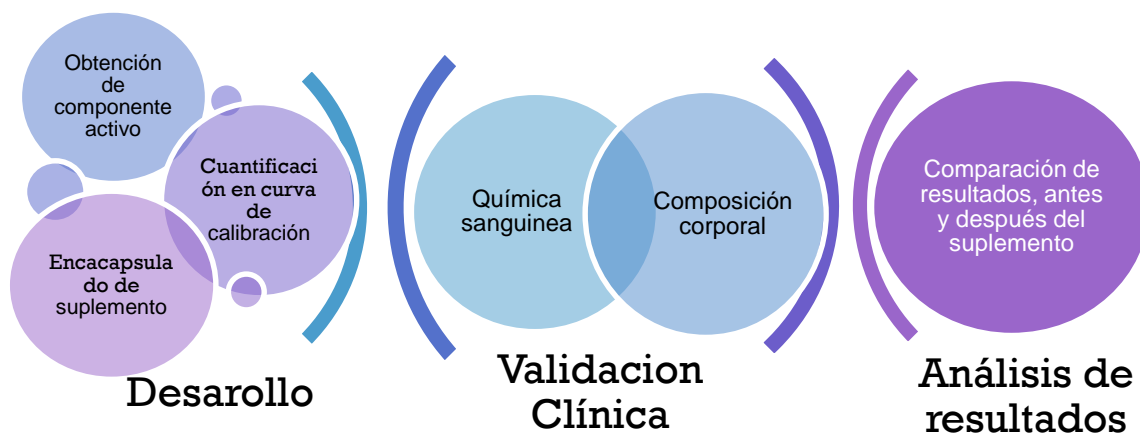 Obtención
de
componente
activo
Cuantificaci
ón en curva
de
calibración
Encacapsula
do de
suplemento
Desarollo
Química
sanguinea
Composición
corporal
Validacion
Clínica
Comparación de
resultados, antes
y después del
suplemento
Análisis de
resultados